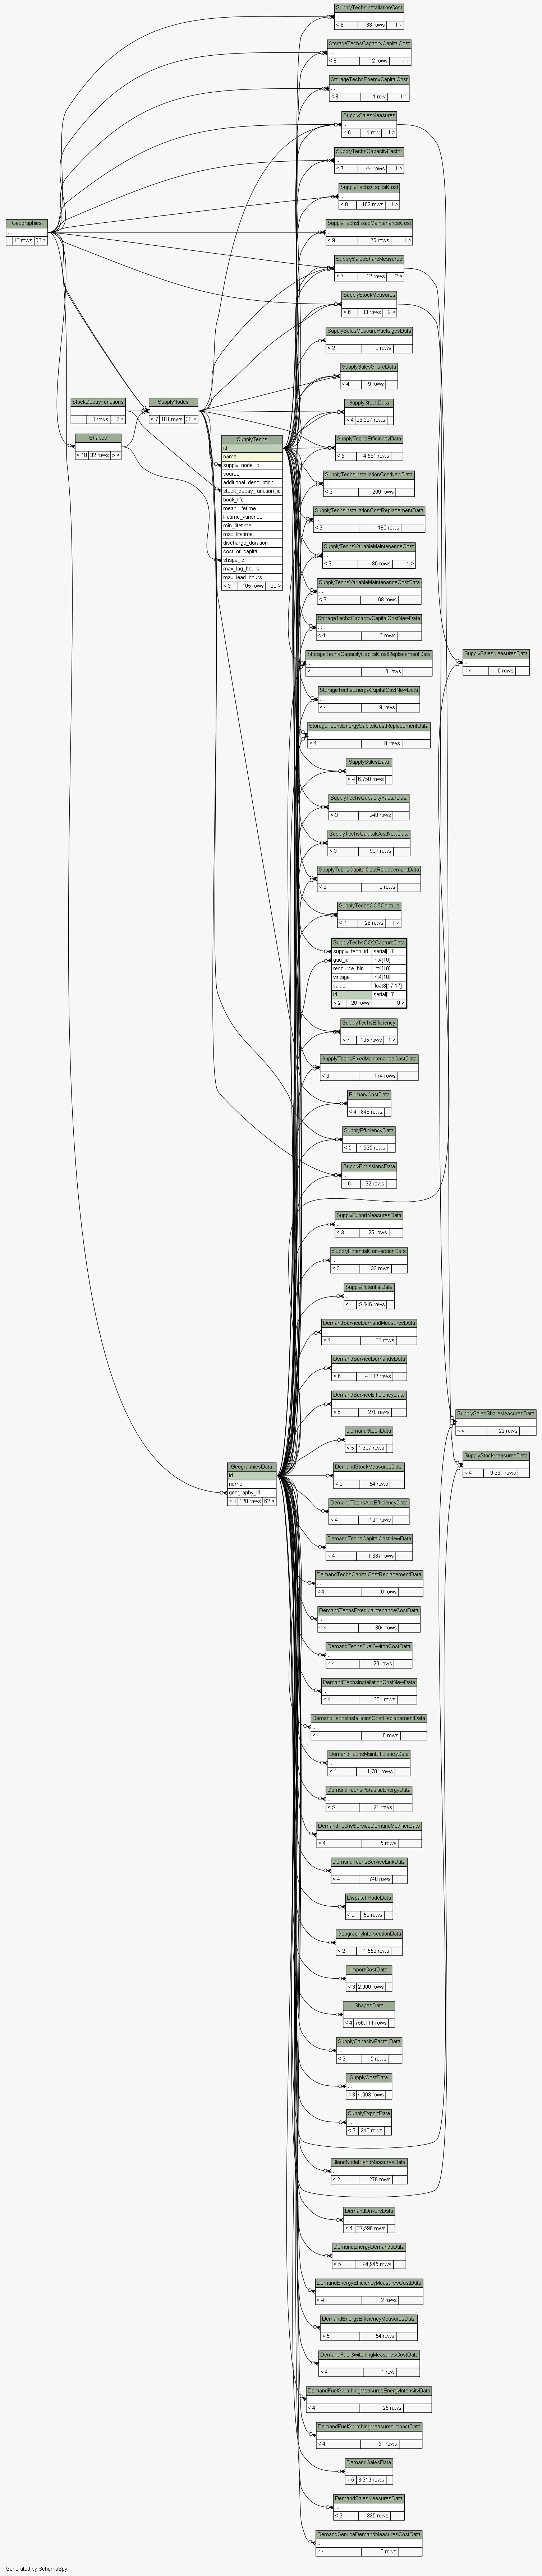 SupplyTechsInstallationCost
...
< 8 33 rows 1 >
StorageTechsCapacityCapitalCost
...
< 8 2 rows 1 >
StorageTechsEnergyCapitalCost
...
< 8 1 row 1 >
SupplySalesMeasures
...
< 6 1 row 1 >
SupplyTechsCapacityFactor
...
< 7 44 rows 1 >
SupplyTechsCapitalCost
...
< 8 102 rows 1 >
Geographies
...
10 rows 56 >
SupplyTechsFixedMaintenanceCost
...
< 9 75 rows 1 >
SupplySalesShareMeasures
...
< 7 12 rows 2 >
SupplyStockMeasures
...
< 6 33 rows 2 >
SupplySalesMeasurePackagesData
...
< 2 0 rows
SupplySalesShareData
...
< 4 9 rows
StockDecayFunctions
...
3 rows 7 >
SupplyNodes
...
< 7 101 rows 38 >
SupplyStockData
...
< 4 26,327 rows
Shapes
...
< 10 32 rows 5 >
SupplyTechs
id
name
supply_node_id
source
additional_description
stock_decay_function_id
book_life
mean_lifetime
lifetime_variance
min_lifetime
max_lifetime
discharge_duration
cost_of_capital
shape_id
max_lag_hours
max_lead_hours
< 3 105 rows 30 >
SupplyTechsEfficiencyData
...
< 5 4,561 rows
SupplyTechsInstallationCostNewData
...
< 3 209 rows
SupplyTechsInstallationCostReplacementData
...
< 3 180 rows
SupplyTechsVariableMaintenanceCost
...
< 8 80 rows 1 >
SupplyTechsVariableMaintenanceCostData
...
< 3 88 rows
StorageTechsCapacityCapitalCostNewData
...
< 4 2 rows
StorageTechsCapacityCapitalCostReplacementData
...
< 4 0 rows
SupplySalesMeasuresData
...
< 4 0 rows
StorageTechsEnergyCapitalCostNewData
...
< 4 9 rows
StorageTechsEnergyCapitalCostReplacementData
...
< 4 0 rows
SupplySalesData
...
< 4 6,750 rows
SupplyTechsCapacityFactorData
...
< 3 240 rows
SupplyTechsCapitalCostNewData
...
< 3 937 rows
SupplyTechsCapitalCostReplacementData
...
< 3 2 rows
SupplyTechsCO2Capture
...
< 7 28 rows 1 >
SupplyTechsCO2CaptureData
supply_tech_id serial[10]
gau_id int4[10]
resource_bin int4[10]
vintage int4[10]
value float8[17,17]
id serial[10]
< 2 28 rows 0 >
SupplyTechsEfficiency
...
< 7 105 rows 1 >
SupplyTechsFixedMaintenanceCostData
...
< 3 174 rows
PrimaryCostData
...
< 4 848 rows
SupplyEfficiencyData
...
< 5 1,225 rows
SupplyEmissionsData
...
< 6 32 rows
SupplyExportMeasuresData
...
< 3 25 rows
SupplyPotentialConversionData
...
< 3 33 rows
SupplyPotentialData
...
< 4 5,846 rows
DemandServiceDemandMeasuresData
...
< 4 30 rows
DemandServiceDemandsData
...
< 6 4,832 rows
DemandServiceEfficiencyData
...
< 5 278 rows
SupplySalesShareMeasuresData
...
< 4 22 rows
DemandStockData
...
< 5 1,687 rows
SupplyStockMeasuresData
...
< 4 9,331 rows
GeographiesData
id
name
geography_id
< 1 128 rows 62 >
DemandStockMeasuresData
...
< 3 54 rows
DemandTechsAuxEfficiencyData
...
< 4 101 rows
DemandTechsCapitalCostNewData
...
< 4 1,337 rows
DemandTechsCapitalCostReplacementData
...
< 4 0 rows
DemandTechsFixedMaintenanceCostData
...
< 4 364 rows
DemandTechsFuelSwitchCostData
...
< 4 20 rows
DemandTechsInstallationCostNewData
...
< 4 251 rows
DemandTechsInstallationCostReplacementData
...
< 4 0 rows
DemandTechsMainEfficiencyData
...
< 4 1,784 rows
DemandTechsParasiticEnergyData
...
< 5 21 rows
DemandTechsServiceDemandModifierData
...
< 4 5 rows
DemandTechsServiceLinkData
...
< 4 740 rows
DispatchNodeData
...
< 2 52 rows
GeographyIntersectionData
...
< 2 1,550 rows
ImportCostData
...
< 3 2,900 rows
ShapesData
...
< 4 756,111 rows
SupplyCapacityFactorData
...
< 2 5 rows
SupplyCostData
...
< 3 4,093 rows
SupplyExportData
...
< 3 340 rows
BlendNodeBlendMeasuresData
...
< 2 278 rows
DemandDriversData
...
< 4 27,596 rows
DemandEnergyDemandsData
...
< 5 94,945 rows
DemandEnergyEfficiencyMeasuresCostData
...
< 4 2 rows
DemandEnergyEfficiencyMeasuresData
...
< 5 54 rows
DemandFuelSwitchingMeasuresCostData
...
< 4 1 row
DemandFuelSwitchingMeasuresEnergyIntensityData
...
< 4 25 rows
DemandFuelSwitchingMeasuresImpactData
...
< 4 51 rows
DemandSalesData
...
< 5 3,319 rows
DemandSalesMeasuresData
...
< 3 335 rows
DemandServiceDemandMeasuresCostData
...
< 4 0 rows
Generated by SchemaSpy